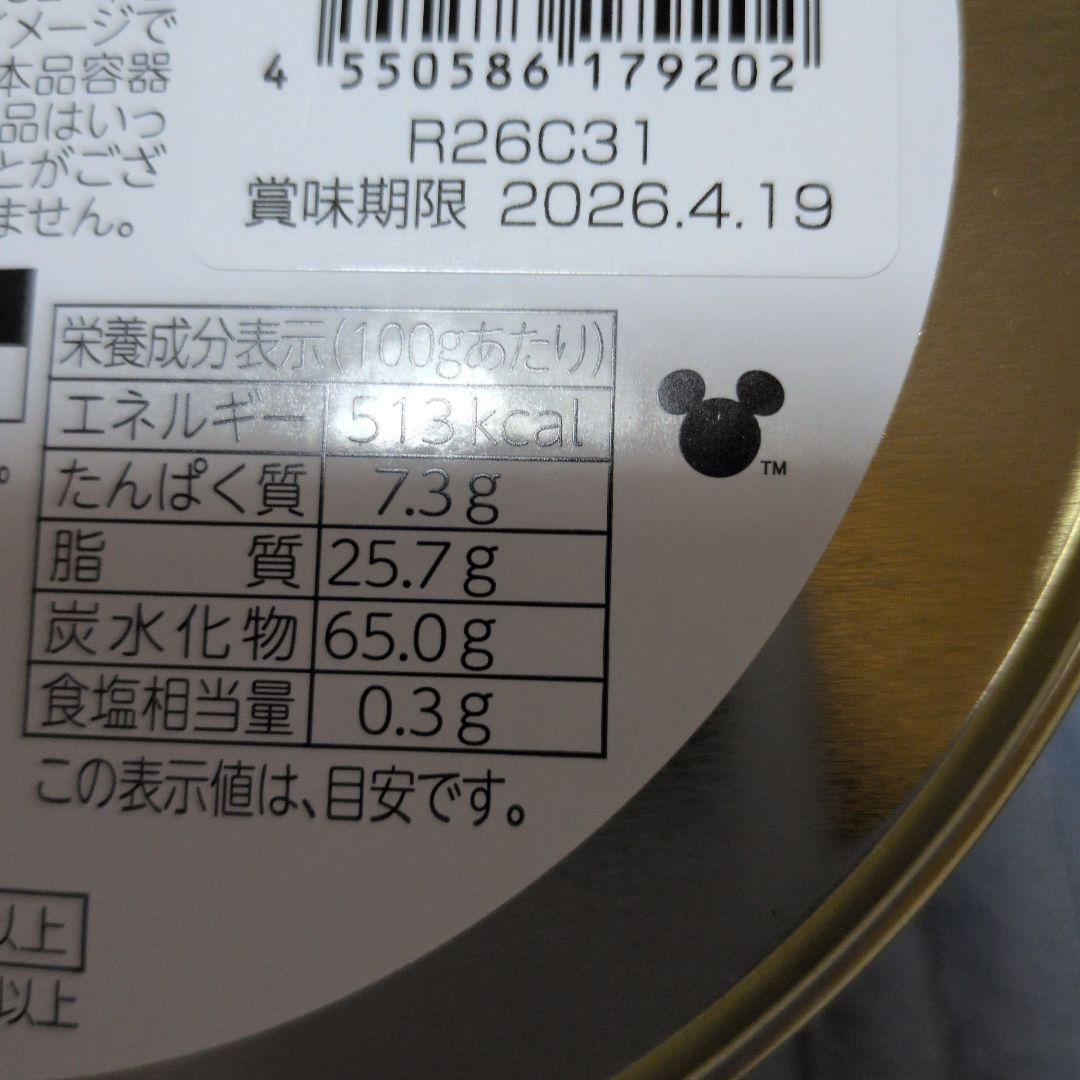 メージで
本品容器
品はいっ
とがござ
ません。
4 550586 179202
R26C31
賞味期限 2026.4.19
栄養成分表示(100gあたり)
エネルギー 513kcal
たんぱく質 7.3g
脂質 25.7g
炭水化物 65.0g
食塩相当量 0.3g
この表示値は、目安です。
TM
以上
以上